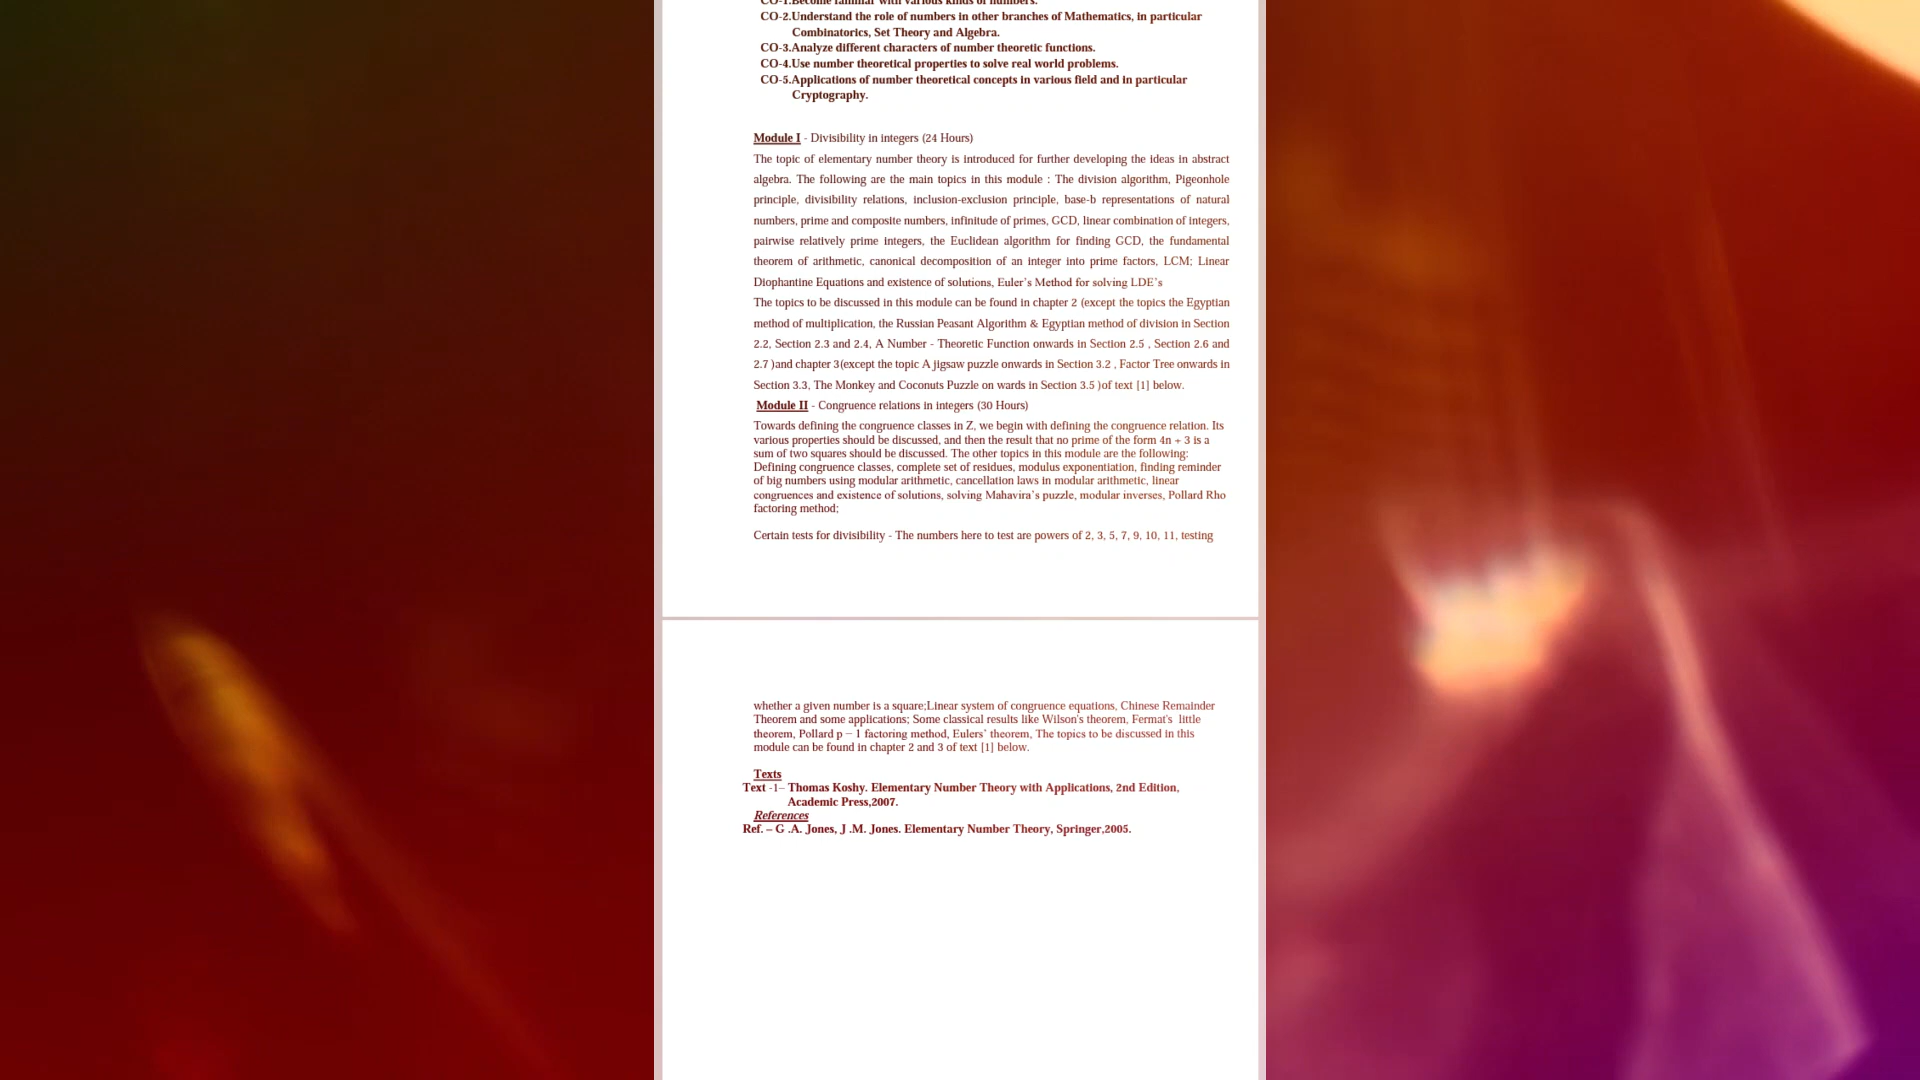 CO-1.Become familiar with various kinds of numbers.
CO-2.Understand the role of numbers in other branches of Mathematics, in particular
Combinatorics, Set Theory and Algebra.
CO-3.Analyze different characters of number theoretic functions.
CO-4.Use number theoretical properties to solve real world problems.
CO-5.Applications of number theoretical concepts in various field and in particular
Cryptography.
Module I - Divisibility in integers (24 Hours)
The topic of elementary number theory is introduced for further developing the ideas in abstract
algebra. The following are the main topics in this module : The division algorithm, Pigeonhole
principle, divisibility relations, inclusion-exclusion principle, base-b representations of natural
numbers, prime and composite numbers, infinitude of primes, GCD, linear combination of integers,
pairwise relatively prime integers, the Euclidean algorithm for finding GCD, the fundamental
theorem of arithmetic, canonical decomposition of an integer into prime factors, LCM; Linear
Diophantine Equations and existence of solutions, Euler’s Method for solving LDE’s
The topics to be discussed in this module can be found in chapter 2 (except the topics the Egyptian
method of multiplication, the Russian Peasant Algorithm & Egyptian method of division in Section
2.2, Section 2.3 and 2.4, A Number - Theoretic Function onwards in Section 2.5 , Section 2.6 and
2.7 )and chapter 3(except the topic A jigsaw puzzle onwards in Section 3.2 , Factor Tree onwards in
Section 3.3, The Monkey and Coconuts Puzzle on wards in Section 3.5 )of text [1] below.
Module II - Congruence relations in integers (30 Hours)
Towards defining the congruence classes in Z, we begin with defining the congruence relation. Its
various properties should be discussed, and then the result that no prime of the form 4n + 3 is a
sum of two squares should be discussed. The other topics in this module are the following:
Defining congruence classes, complete set of residues, modulus exponentiation, finding reminder
of big numbers using modular arithmetic, cancellation laws in modular arithmetic, linear
congruences and existence of solutions, solving Mahavira’s puzzle, modular inverses, Pollard Rho
factoring method;
Certain tests for divisibility - The numbers here to test are powers of 2, 3, 5, 7, 9, 10, 11, testing
whether a given number is a square;Linear system of congruence equations, Chinese Remainder
Theorem and some applications; Some classical results like Wilson's theorem, Fermat's little
theorem, Pollard p − 1 factoring method, Eulers’ theorem, The topics to be discussed in this
module can be found in chapter 2 and 3 of text [1] below.
Texts
Text -1– Thomas Koshy. Elementary Number Theory with Applications, 2nd Edition,
Academic Press,2007.
References
Ref. – G .A. Jones, J .M. Jones. Elementary Number Theory, Springer,2005.